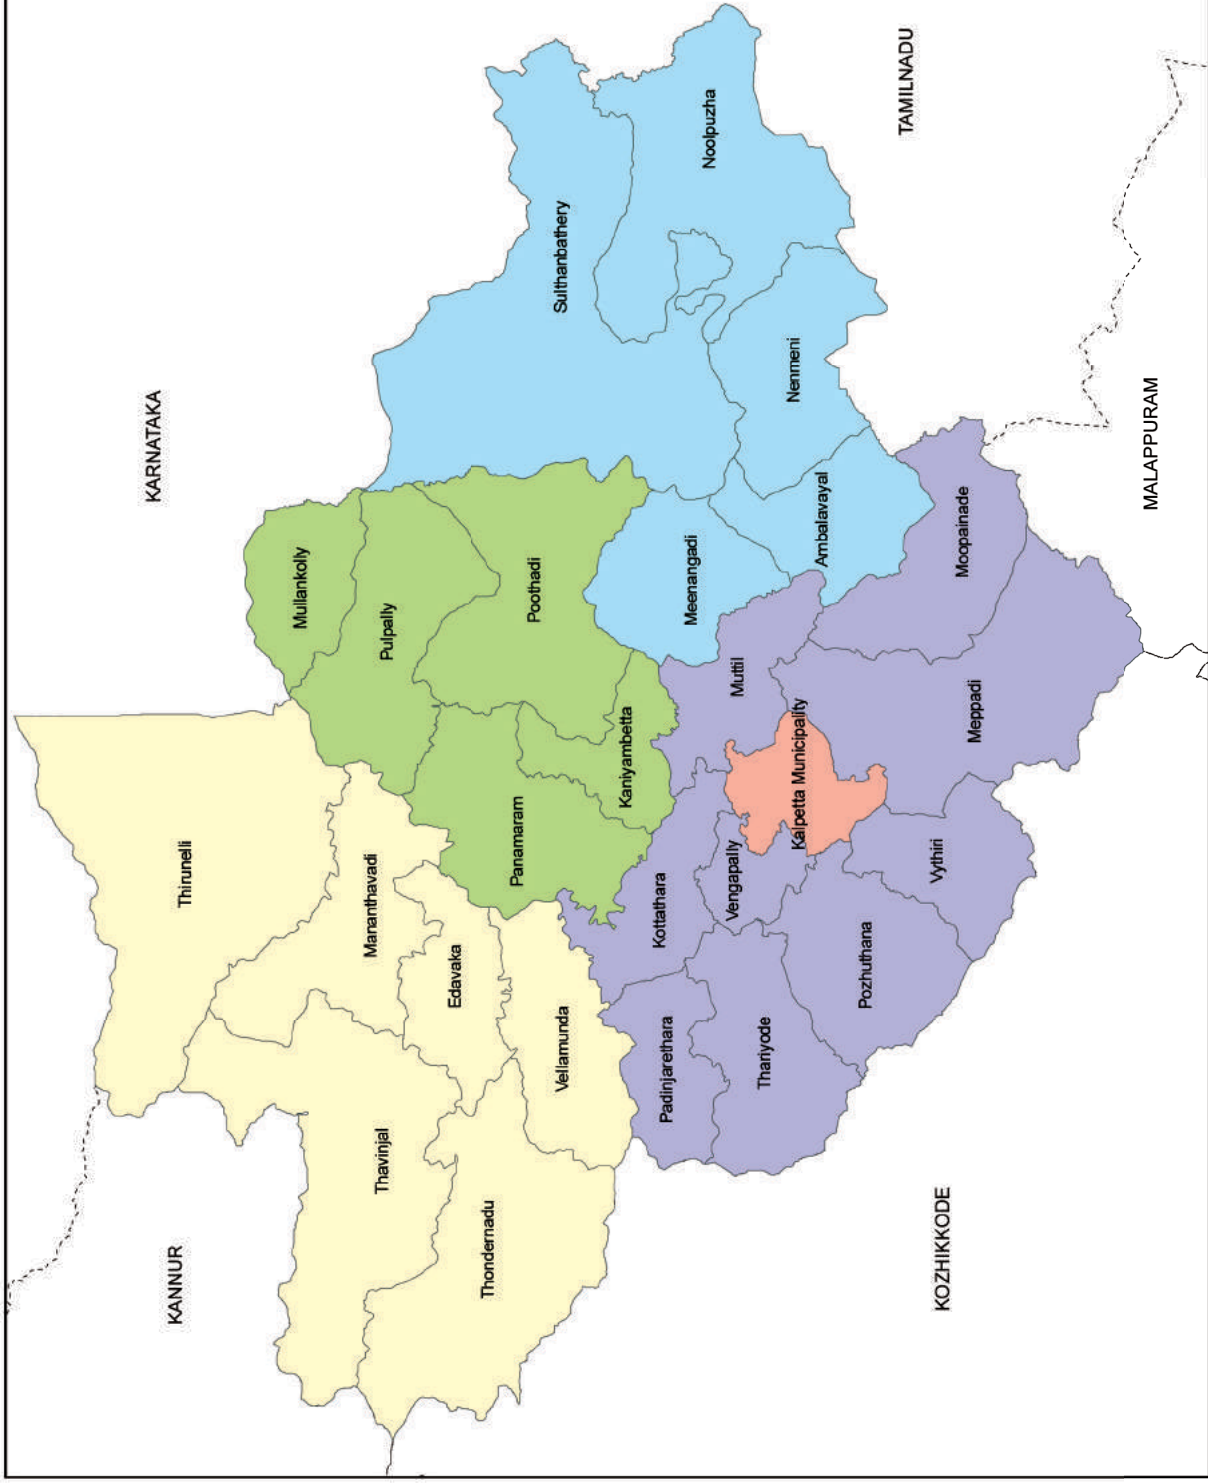 KARNATAKA
KANNUR
Thirunelli
Mullankolly
Mananthavadi
Thavinjal
Pulpally
Edavaka
Thondernadu
Panamaram
Poothadi
Vellamunda
Sulthanbathery
Kaniyambetta
Kottathara
Padinjarethara
Meenangadi
Noolpuzha
Vengapally
Muttil
Thariyode
Nenmeni
Kalpetta Municipality
Ambalavayal
Pozhuthana
TAMILNADU
Vythiri
KOZHIKKODE
Moopainade
Meppadi
MALAPPURAM